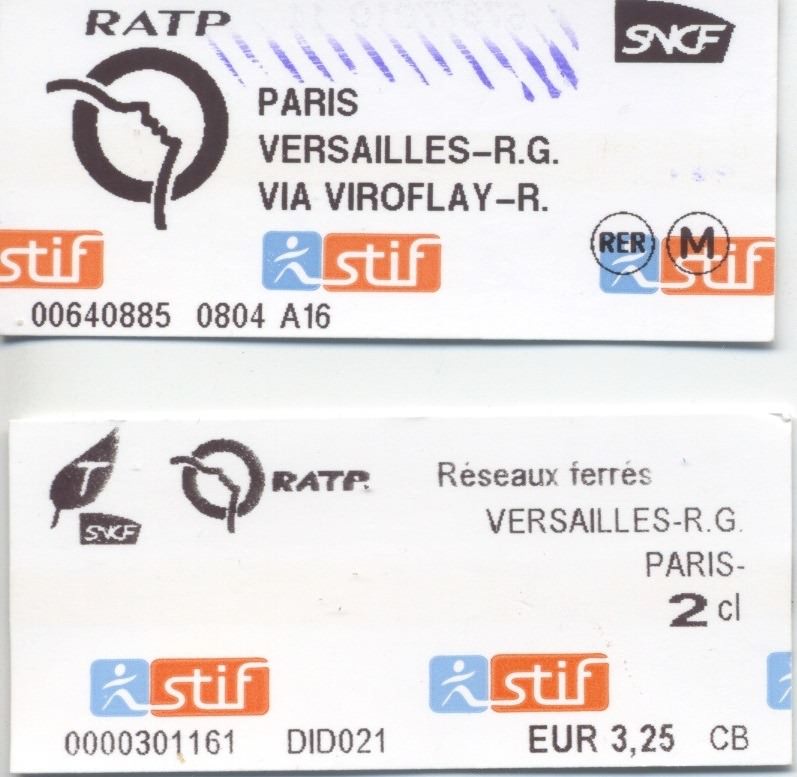 RATP SNCF
PARIS
VERSAILLES–R.G.
VIA VIROFLAY–R.
RER M
stif stif stif
00640885 0804 A16
T SNCF RATP Réseaux ferrés
VERSAILLES-R.G.
PARIS-
2 cl
stif stif
0000301161 DID021 EUR 3,25 CB